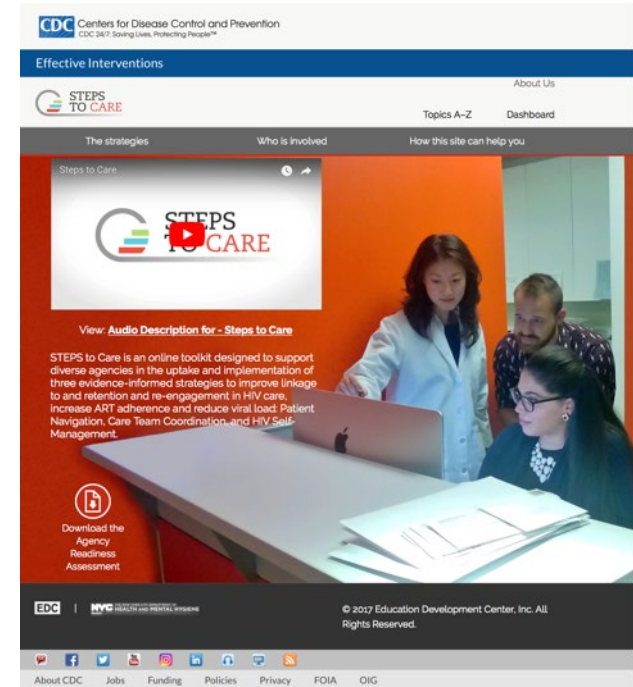 CDC Centers for Disease Control and Prevention
CDC 24/7: Saving Lives, Protecting People™
Effective Interventions
About Us
STEPS
TO CARE
Topics A–Z Dashboard
The strategies Who is involved How this site can help you
Steps to Care
STEPS
TO CARE
View: Audio Description for - Steps to Care
STEPS to Care is an online toolkit designed to support
diverse agencies in the uptake and implementation of
three evidence-informed strategies to improve linkage
to and retention and re-engagement in HIV care,
increase ART adherence and reduce viral load: Patient
Navigation, Care Team Coordination, and HIV Self-
Management.
Download the
Agency
Readiness
Assessment
EDC | NYC HEALTH AND MENTAL HYGIENE
© 2017 Education Development Center, Inc. All
Rights Reserved.
About CDC Jobs Funding Policies Privacy FOIA OIG